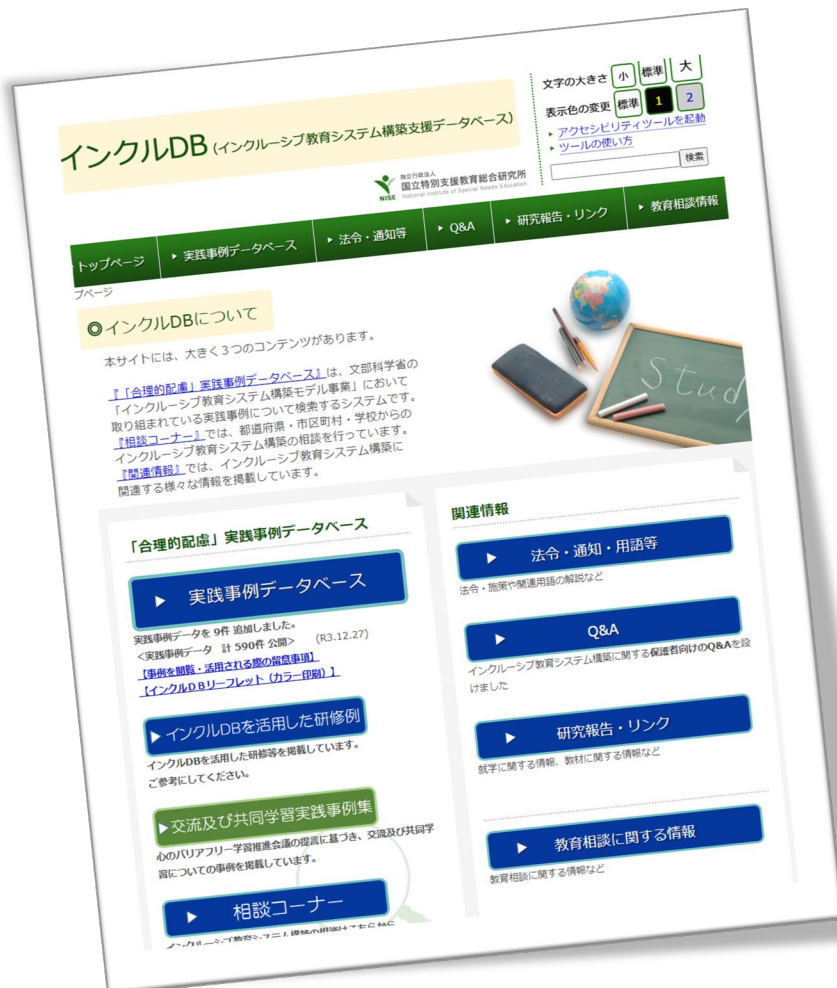 インクルDB (インクルーシブ教育システム構築支援データベース)
文字の大きさ 小 標準 大
表示色の変更 標準 1 2
アクセシビリティツールを起動
ツールの使い方
検索
独立行政法人
国立特別支援教育総合研究所
National Institute of Special Needs Education
NISE
トップページ 実践事例データベース 法令・通知等 Q&A 研究報告・リンク 教育相談情報
プページ
◎インクルDBについて
本サイトには、大きく3つのコンテンツがあります。
『「合理的配慮」実践事例データベース』は、文部科学省の
「インクルーシブ教育システム構築モデル事業」において
取り組まれている実践事例について検索するシステムです。
『相談コーナー』では、都道府県・市区町村・学校からの
インクルーシブ教育システム構築の相談を行っています。
『関連情報』では、インクルーシブ教育システム構築に
関連する様々な情報を掲載しています。
Study
「合理的配慮」実践事例データベース
実践事例データベース
実践事例データを 9件 追加しました。
<実践事例データ 計 590件 公開> (R3.12.27)
【事例を閲覧・活用される際の留意事項】
【インクルDBリーフレット(カラー印刷)】
インクルDBを活用した研修例
インクルDBを活用した研修等を掲載しています。
ご参考にしてください。
交流及び共同学習実践事例集
心のバリアフリー学習推進会議の提言に基づき、交流及び共同学
習についての事例を掲載しています。
相談コーナー
インクルーシブ教育システム構築の相談はこちらから
関連情報
法令・通知・用語等
法令・施策や関連用語の解説など
Q&A
インクルーシブ教育システム構築に関する保護者向けのQ&Aを設
けました
研究報告・リンク
就学に関する情報、教材に関する情報など
教育相談に関する情報
教育相談に関する情報など